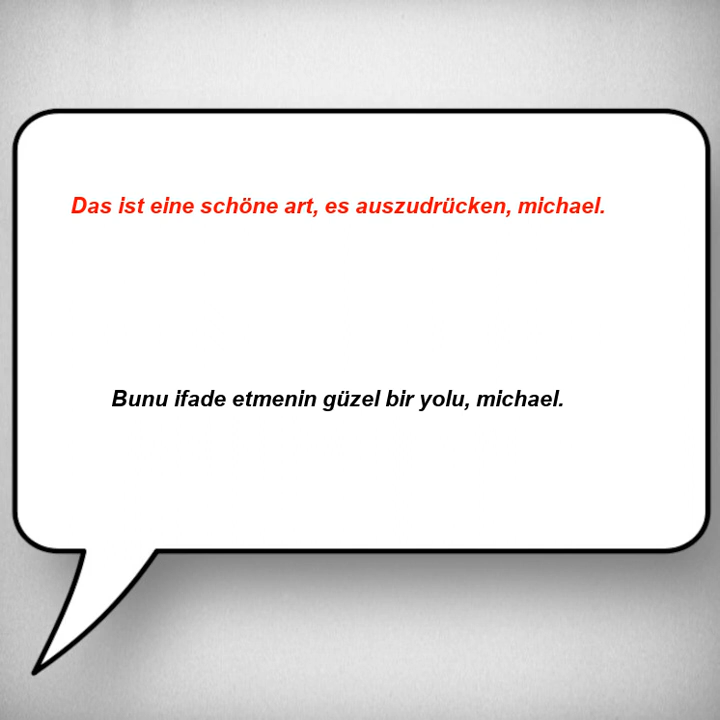 Das ist eine schöne art, es auszudrücken, michael.
Bunu ifade etmenin güzel bir yolu, michael.